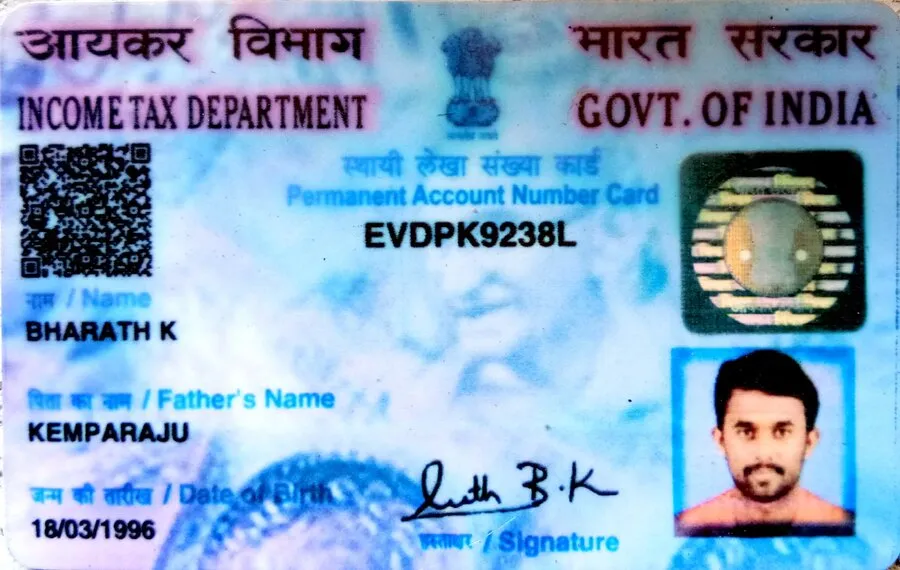 आयकर विभाग
भारत सरकार
INCOME TAX DEPARTMENT
GOVT. OF INDIA
स्थायी लेखा संख्या कार्ड
Permanent Account Number Card
EVDPK9238L
नाम / Name
BHARATH K
पिता का नाम / Father's Name
KEMPARAJU
जन्म की तारीख / Date of Birth
18/03/1996
B.K
हस्ताक्षर / Signature